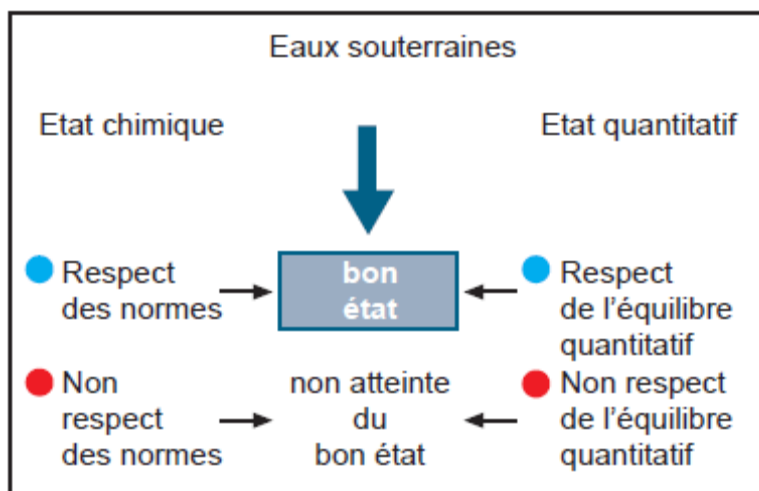 Eaux souterraines
Etat chimique
Etat quantitatif
Respect
des normes
bon
état
Respect
de l'équilibre
quantitatif
Non
respect
des normes
non atteinte
du
bon état
Non respect
de l'équilibre
quantitatif